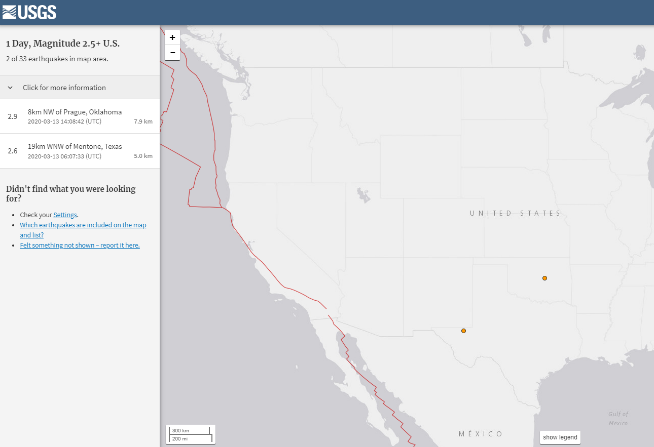 USGS
1 Day, Magnitude 2.5+ U.S.
2 of 33 earthquakes in map area.
Click for more information
2.9
8km NW of Prague, Oklahoma
2020-03-13 14:08:42 (UTC)
7.9 km
2.6
19km WNW of Mentone, Texas
2020-03-13 06:07:33 (UTC)
5.0 km
Didn't find what you were looking
for?
Check your Settings.
Which earthquakes are included on the map
and list?
Felt something not shown – report it here.
+
−
UNITED STATES
MEXICO
Gulf of
Mexico
300 km
200 mi
show legend